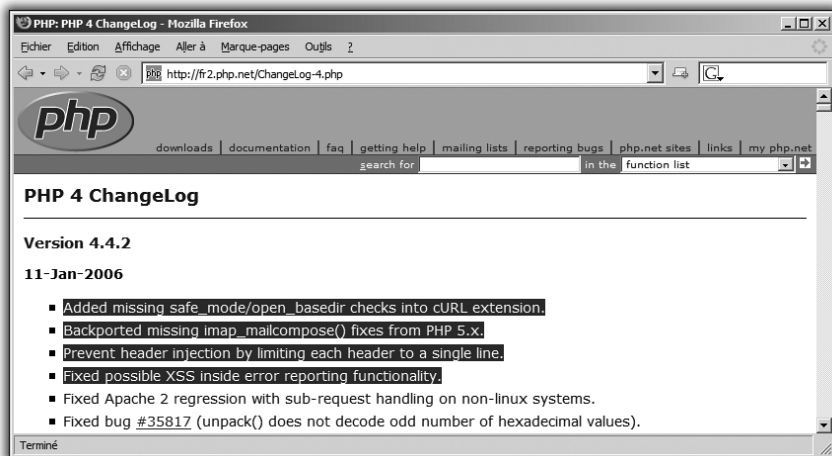 PHP: PHP 4 ChangeLog - Mozilla Firefox
Fichier Edition Affichage Aller à Marque-pages Outils ?
php http://fr2.php.net/ChangeLog-4.php G
php
downloads | documentation | faq | getting help | mailing lists | reporting bugs | php.net sites | links | my php.net
search for in the function list
PHP 4 ChangeLog
Version 4.4.2
11-Jan-2006
Added missing safe_mode/open_basedir checks into cURL extension.
Backported missing imap_mailcompose() fixes from PHP 5.x.
Prevent header injection by limiting each header to a single line.
Fixed possible XSS inside error reporting functionality.
Fixed Apache 2 regression with sub-request handling on non-linux systems.
Fixed bug #35817 (unpack() does not decode odd number of hexadecimal values).
Terminé